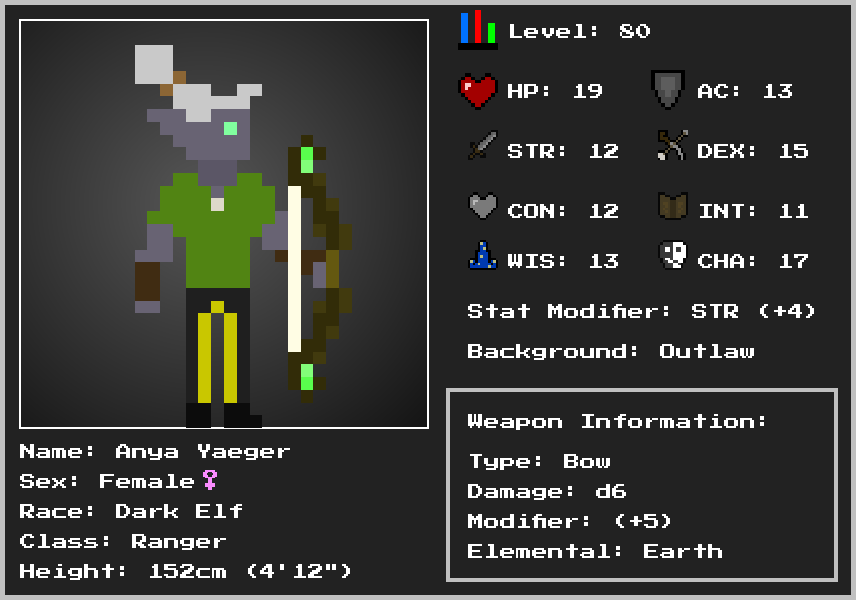 Level: 80
HP: 19 AC: 13
STR: 12 DEX: 15
CON: 12 INT: 11
WIS: 13 CHA: 17
Stat Modifier: STR (+4)
Background: Outlaw
Weapon Information:
Type: Bow
Damage: d6
Modifier: (+5)
Elemental: Earth
Name: Anya Yaeger
Sex: Female♀
Race: Dark Elf
Class: Ranger
Height: 152cm (4'12")